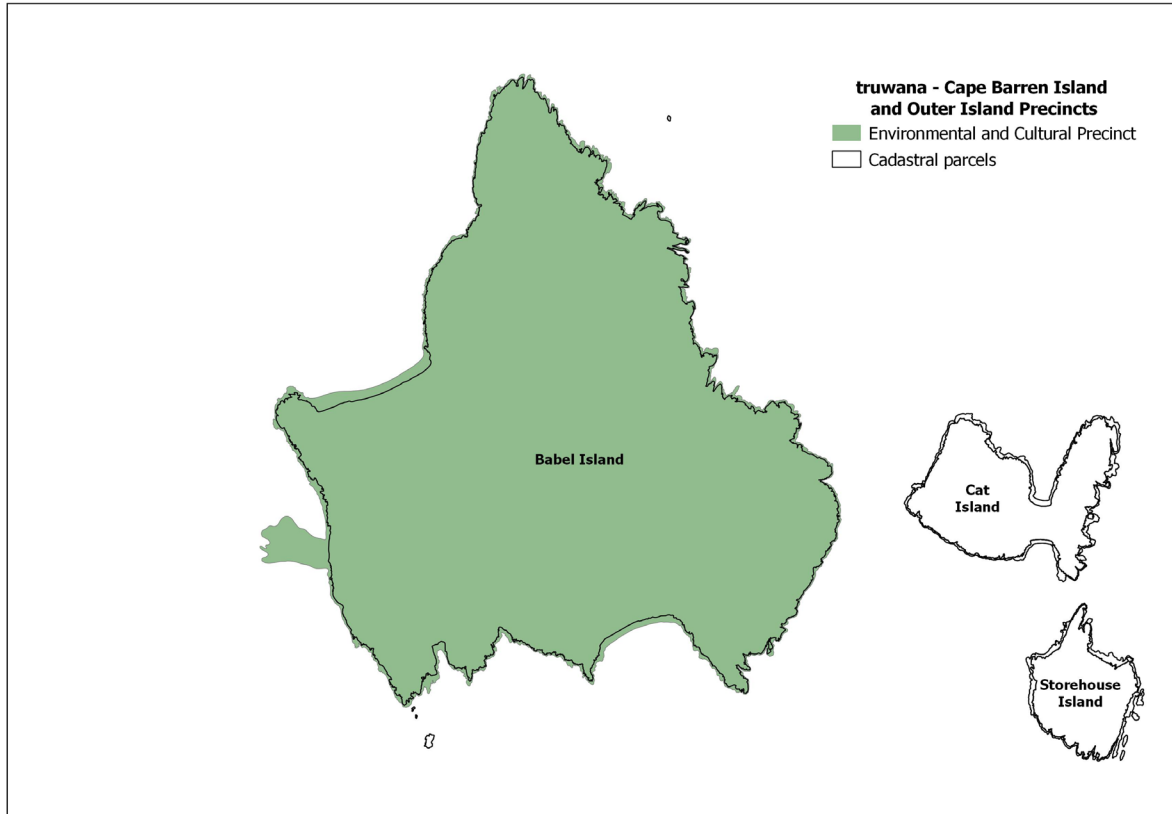 truwana - Cape Barren Island
and Outer Island Precincts
Environmental and Cultural Precinct
Cadastral parcels
Babel Island
Cat
Island
Storehouse
Island